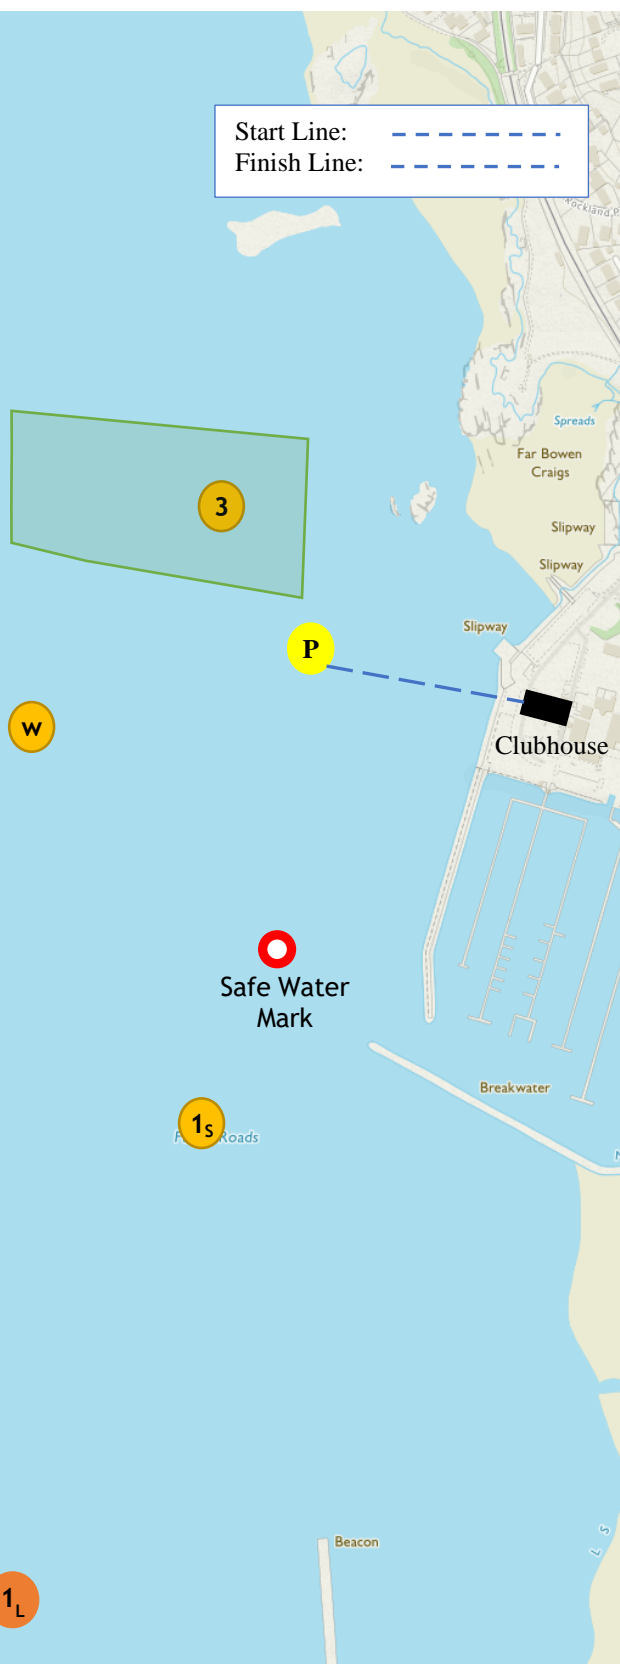 Start Line:
Finish Line:
Rockland
Spreads
Far Bowen
Craigs
3
Slipway
Slipway
Slipway
P
w
Clubhouse
Safe Water
Mark
Breakwater
1S
Roads
Beacon
L S
1L